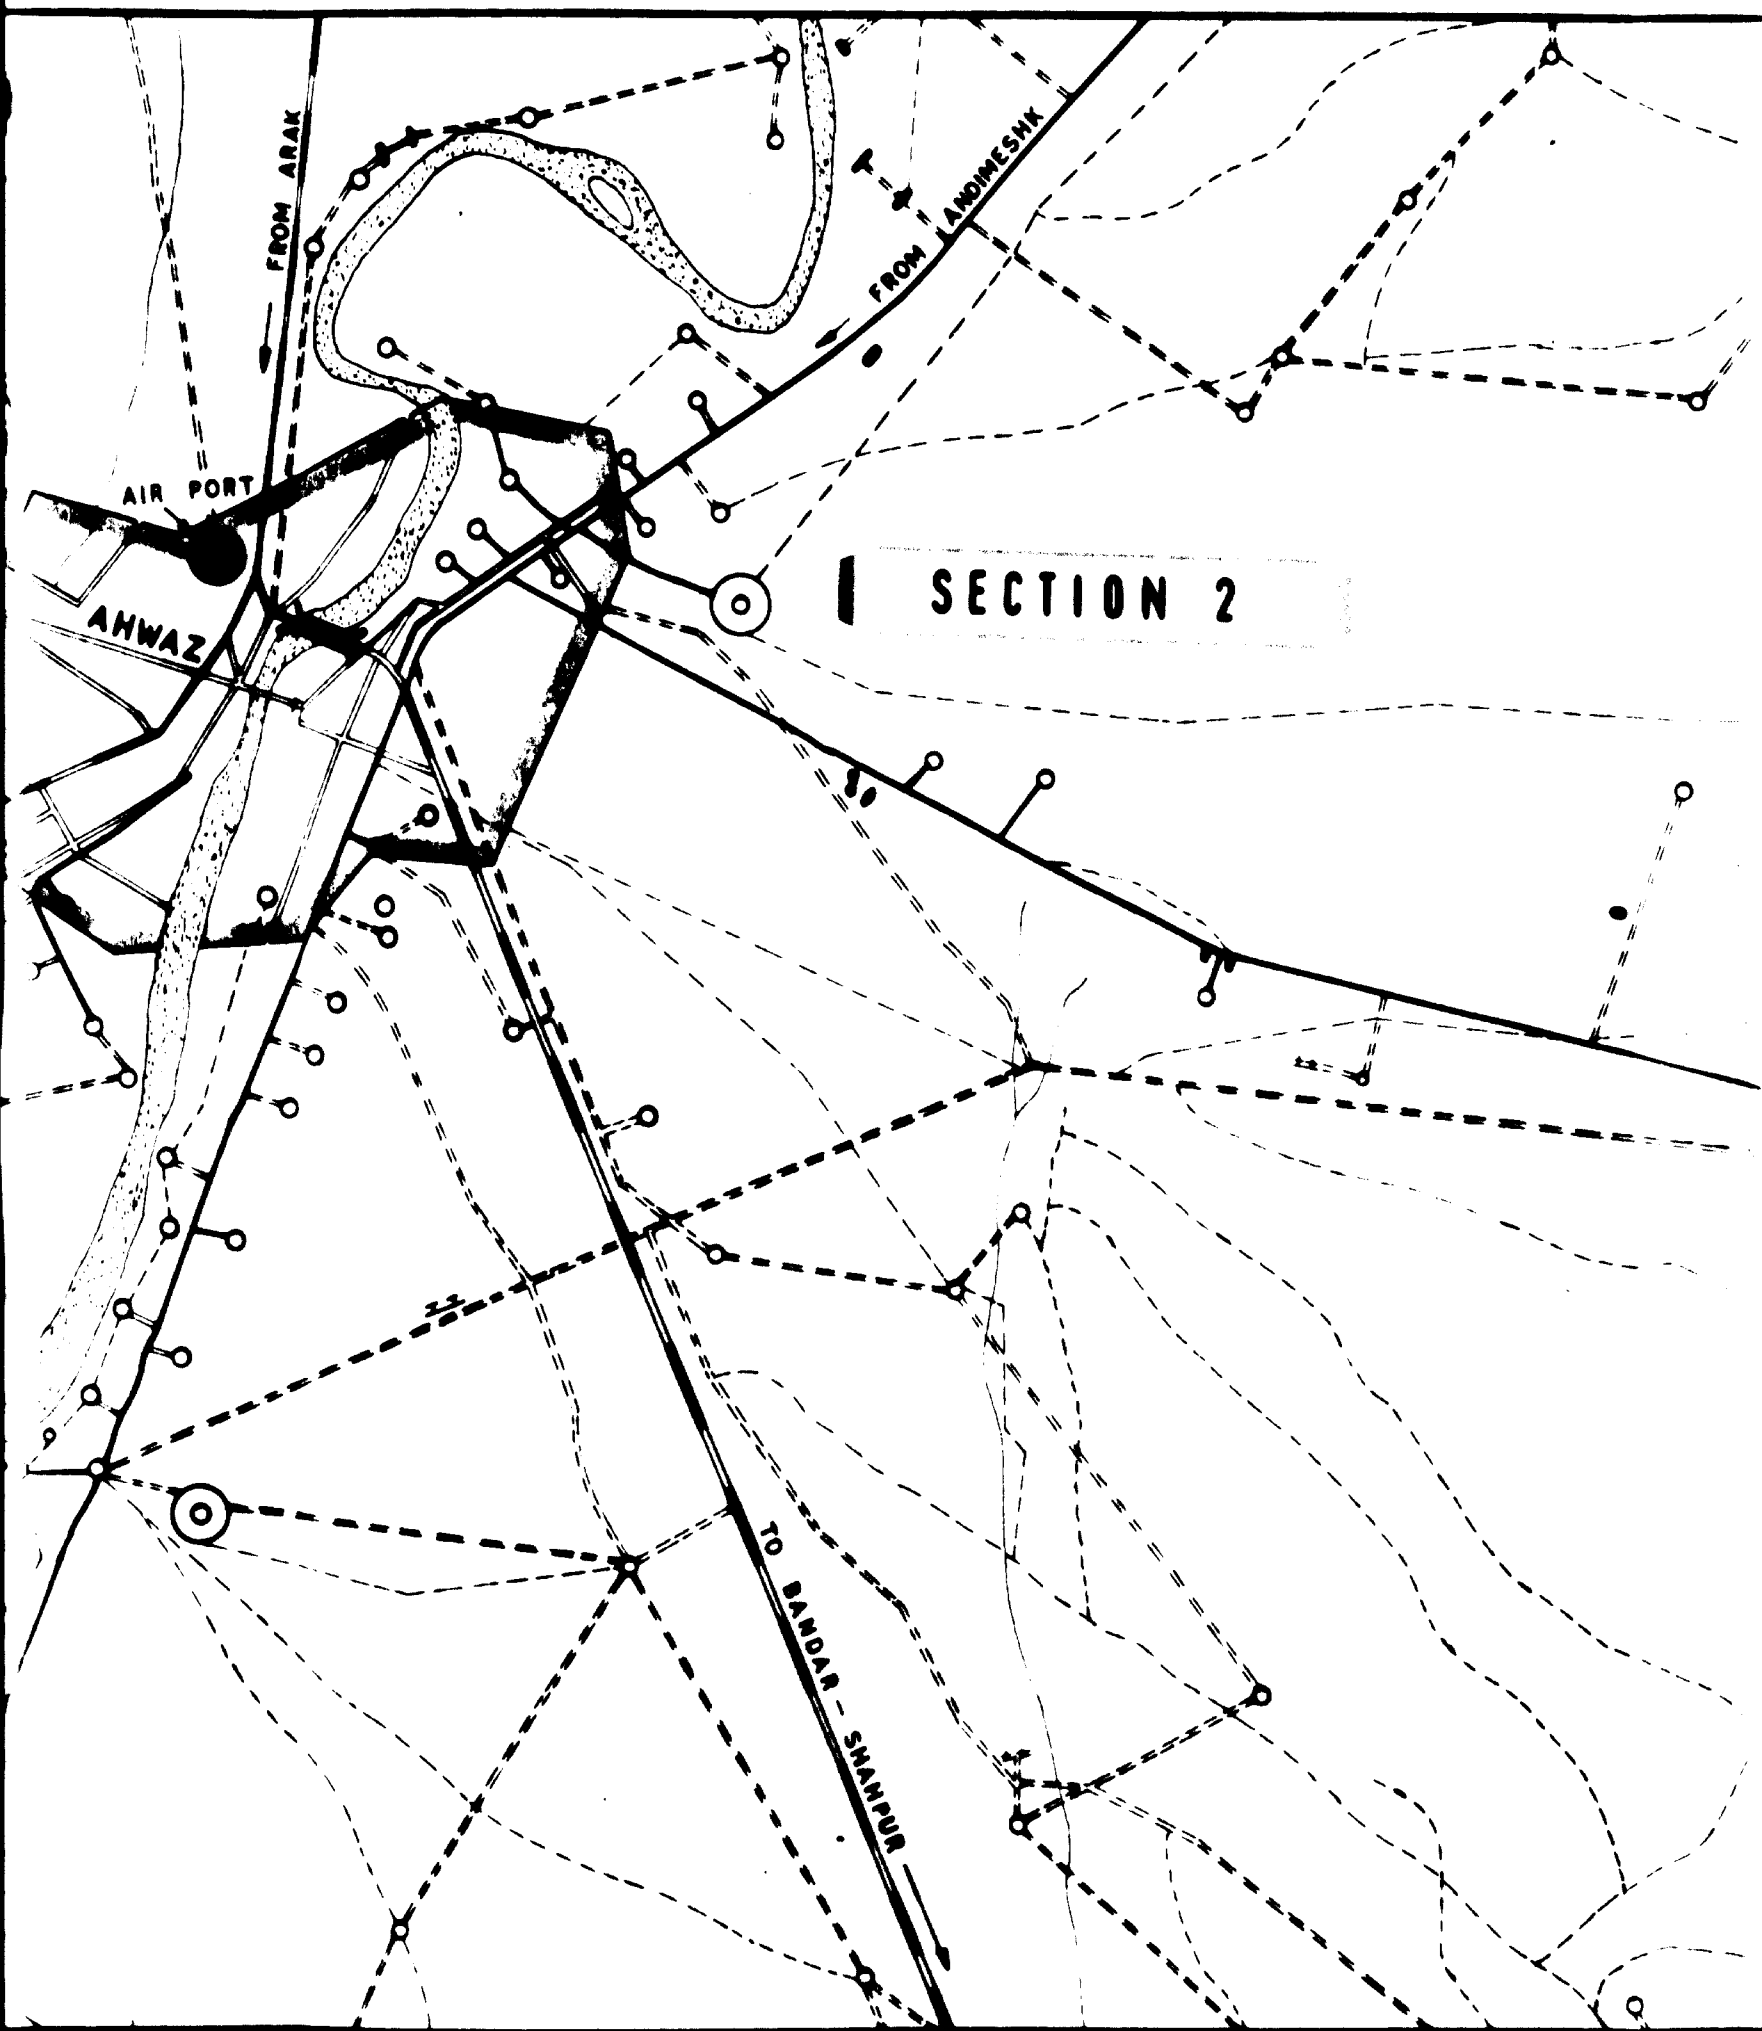 FROM ARAK
FROM ANDIMESHK
AIR PORT
AHWAZ
SECTION 2
TO BANDAR - SHAHPUR